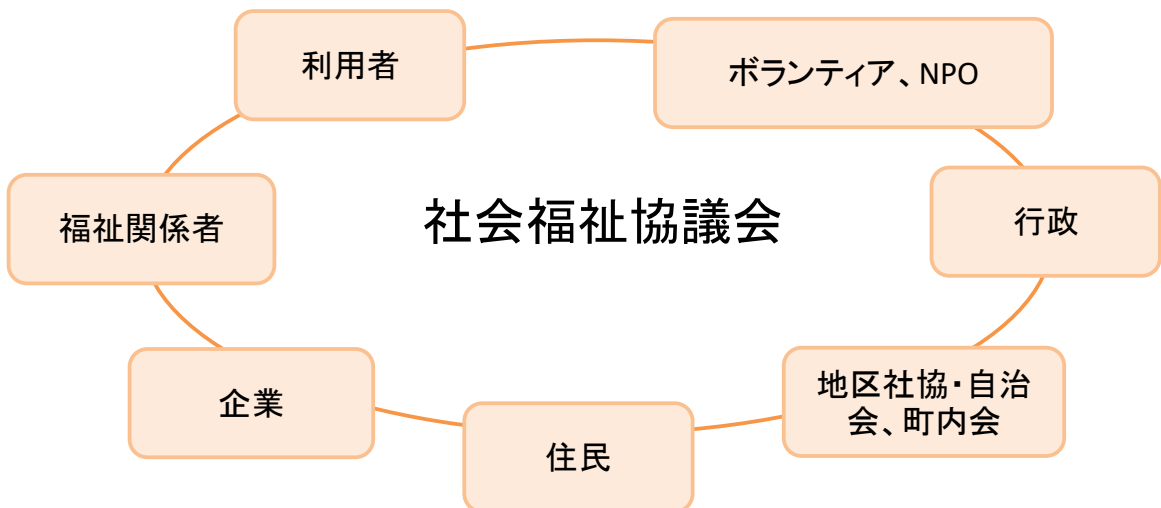 利用者
ボランティア、NPO
福祉関係者
社会福祉協議会
行政
企業
地区社協・自治
会、町内会
住民